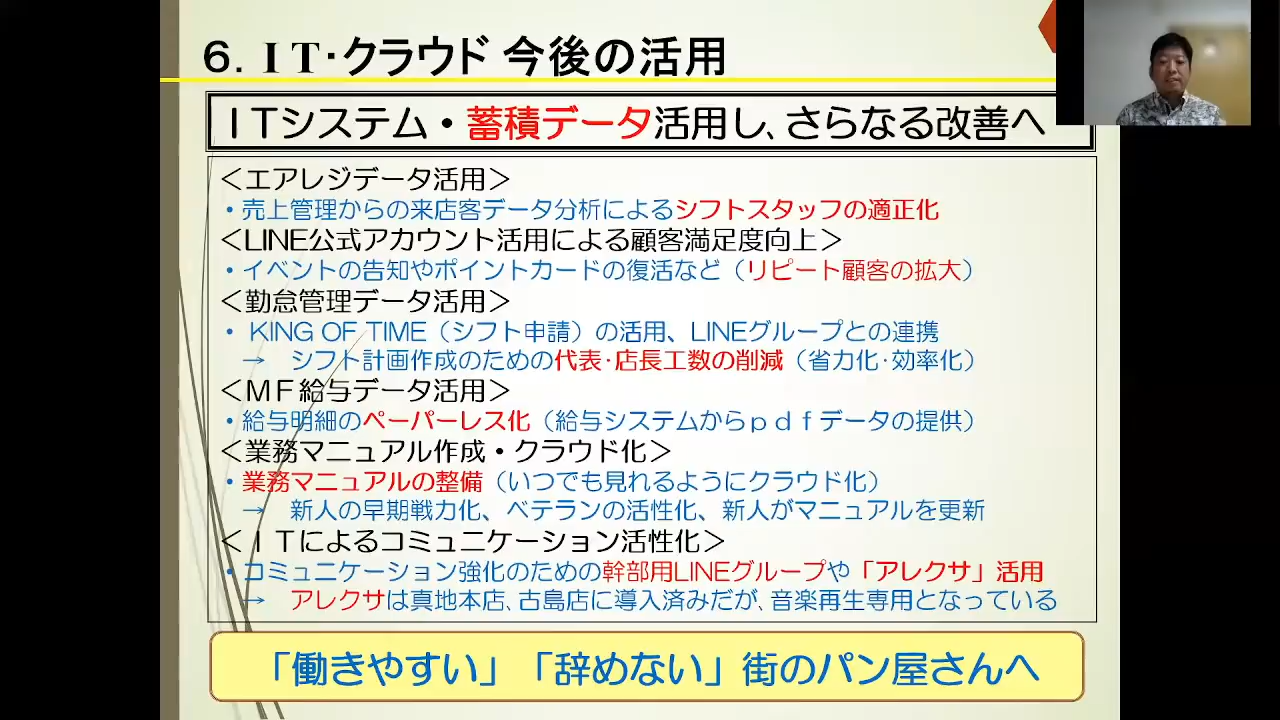 ６．ＩＴ・クラウド 今後の活用
ＩＴシステム・蓄積データ活用し、さらなる改善へ
＜エアレジデータ活用＞
・売上管理からの来店客データ分析によるシフトスタッフの適正化
＜LINE公式アカウント活用による顧客満足度向上＞
・イベントの告知やポイントカードの復活など（リピート顧客の拡大）
＜勤怠管理データ活用＞
・ KING OF TIME（シフト申請）の活用、LINEグループとの連携
→ シフト計画作成のための代表・店長工数の削減（省力化・効率化）
＜ＭＦ給与データ活用＞
・給与明細のペーパーレス化（給与システムからｐｄｆデータの提供）
＜業務マニュアル作成・クラウド化＞
・業務マニュアルの整備（いつでも見れるようにクラウド化）
→ 新人の早期戦力化、ベテランの活性化、新人がマニュアルを更新
＜ＩＴによるコミュニケーション活性化＞
・コミュニケーション強化のための幹部用LINEグループや「アレクサ」活用
→ アレクサは真地本店、古島店に導入済みだが、音楽再生専用となっている
「働きやすい」「辞めない」街のパン屋さんへ